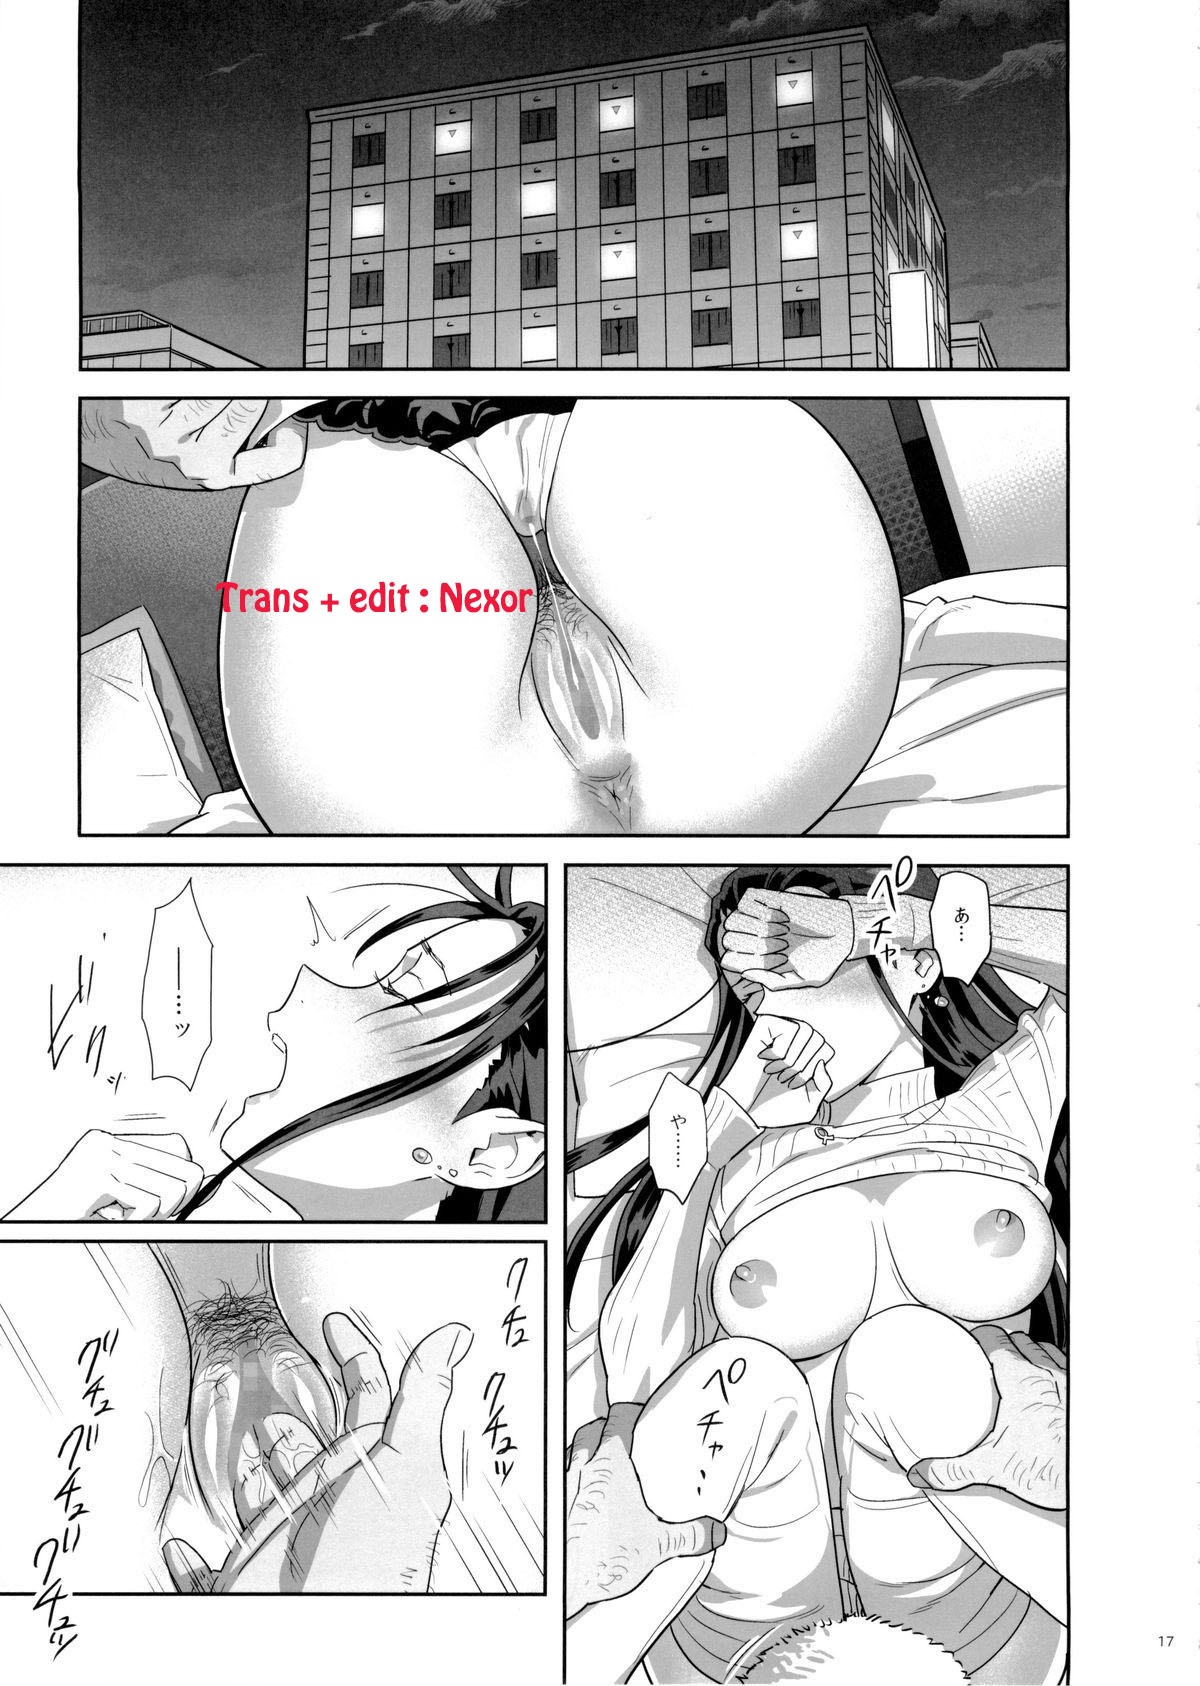 Trans + edit : Nexor
あ…
ペチャ
や……
ペチャ…
——…ッ
ビクッ
クチュ
クチュッ
グチュ
グチュ
グチュッ
17